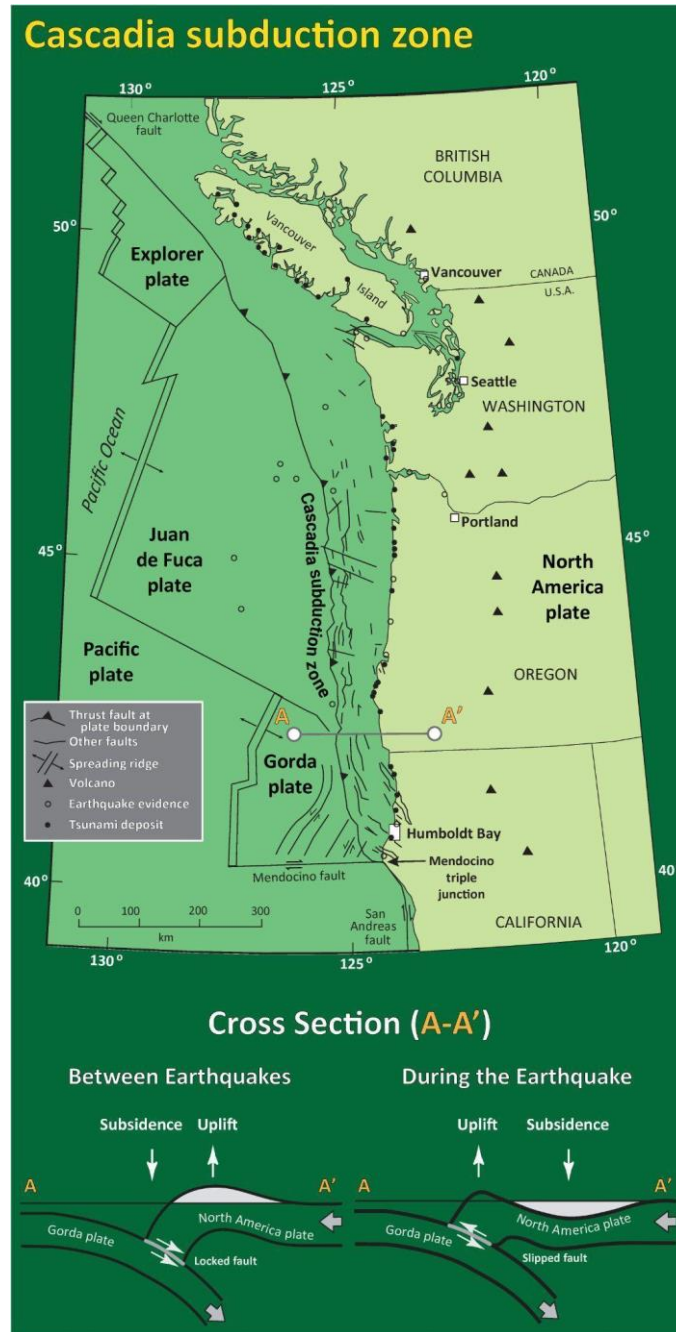 Cascadia subduction zone
130°
125°
120°
Queen Charlotte
fault
BRITISH
COLUMBIA
50°
50°
Vancouver
Island
Explorer
plate
Vancouver
CANADA
U.S.A.
Seattle
WASHINGTON
Pacific Ocean
Juan
de Fuca
plate
Cascadia subduction zone
Portland
45°
45°
North
America
plate
Pacific
plate
OREGON
Thrust fault at
plate boundary
Other faults
Spreading ridge
Volcano
Earthquake evidence
Tsunami deposit
A
A'
Gorda
plate
Humboldt Bay
Mendocino
triple
junction
Mendocino fault
40°
40°
0 100 200 300
km
San
Andreas
fault
CALIFORNIA
130°
125°
120°
Cross Section (A-A')
Between Earthquakes
Subsidence
Uplift
A
A'
Gorda plate
North America plate
Locked fault
During the Earthquake
Uplift
Subsidence
A
A'
Gorda plate
North America plate
Slipped fault